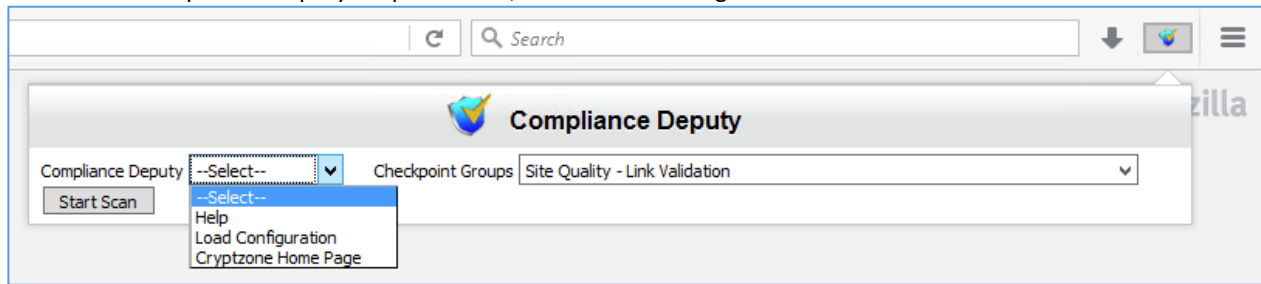 Search
zilla
Compliance Deputy
Compliance Deputy --Select-- Checkpoint Groups Site Quality - Link Validation
Start Scan
--Select--
Help
Load Configuration
Cryptzone Home Page